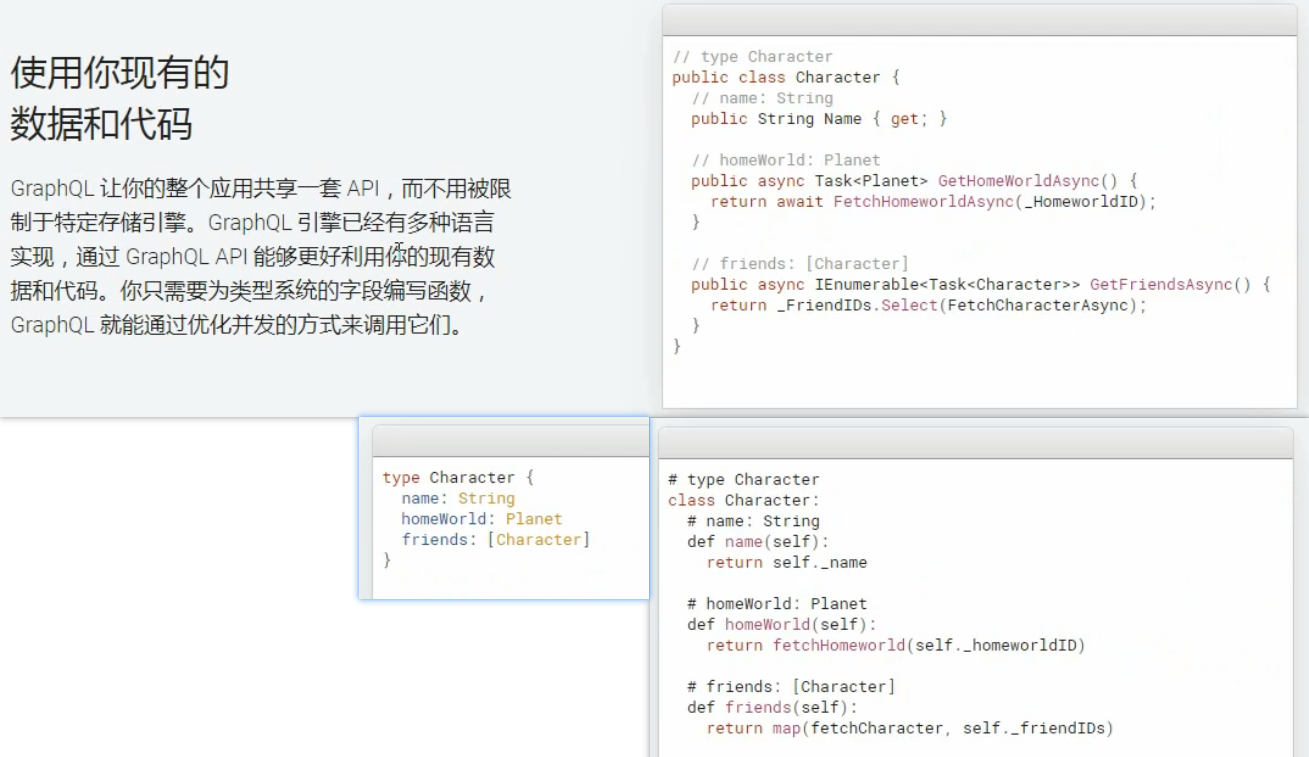 使用你现有的
数据和代码
GraphQL 让你的整个应用共享一套 API，而不用被限
制于特定存储引擎。GraphQL 引擎已经有多种语言
实现，通过 GraphQL API 能够更好利用你的现有数
据和代码。你只需要为类型系统的字段编写函数，
GraphQL 就能通过优化并发的方式来调用它们。
// type Character
public class Character {
  // name: String
  public String Name { get; }

  // homeWorld: Planet
  public async Task<Planet> GetHomeWorldAsync() {
    return await FetchHomeworldAsync(_HomeworldID);
  }

  // friends: [Character]
  public async IEnumerable<Task<Character>> GetFriendsAsync() {
    return _FriendIDs.Select(FetchCharacterAsync);
  }
}
type Character {
  name: String
  homeWorld: Planet
  friends: [Character]
}
# type Character
class Character:
  # name: String
  def name(self):
    return self._name

  # homeWorld: Planet
  def homeWorld(self):
    return fetchHomeworld(self._homeworldID)

  # friends: [Character]
  def friends(self):
    return map(fetchCharacter, self._friendIDs)